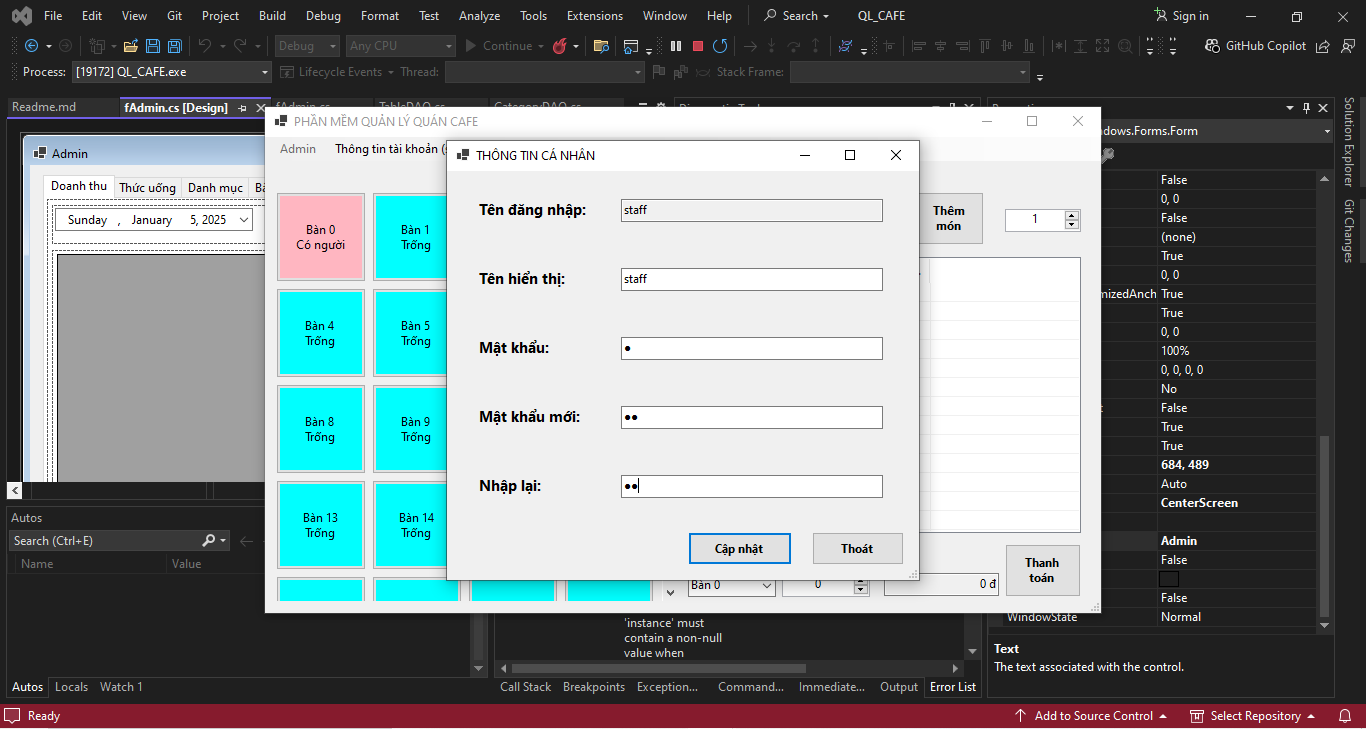 File Edit View Git Project Build Debug Format Test Analyze Tools Extensions Window Help Search QL_CAFE Sign in
Debug Any CPU Continue GitHub Copilot
Process: [19172] QL_CAFE.exe Lifecycle Events Thread: Stack Frame:
Readme.md fAdmin.cs [Design]
Solution Explorer
Git Changes
Admin
Doanh thu Thức uống Danh mục
Sunday , January 5, 2025
PHẦN MỀM QUẢN LÝ QUÁN CAFE
Admin Thông tin tài khoản
Bàn 0
Có người
Bàn 1
Trống
Bàn 4
Trống
Bàn 5
Trống
Bàn 8
Trống
Bàn 9
Trống
Bàn 13
Trống
Bàn 14
Trống
Thêm
món
1
Bàn 0
0
0 đ
Thanh
toán
THÔNG TIN CÁ NHÂN
Tên đăng nhập: staff
Tên hiển thị: staff
Mật khẩu: ●
Mật khẩu mới: ●●
Nhập lại: ●●
Cập nhật Thoát
ndows.Forms.Form
False
0, 0
False
(none)
True
0, 0
mizedAnch True
True
0, 0
100%
0, 0, 0, 0
No
False
True
True
684, 489
Auto
CenterScreen
Admin
False
False
WindowState Normal
Text
The text associated with the control.
Autos
Search (Ctrl+E)
Name Value
Autos Locals Watch 1
'instance' must
contain a non-null
value when
Call Stack Breakpoints Exception... Command... Immediate... Output Error List
Ready Add to Source Control Select Repository